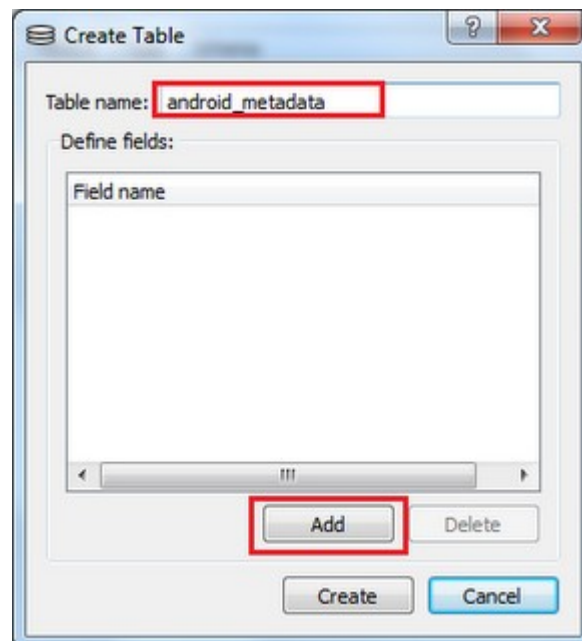 Create Table
Table name: android_metadata
Define fields:
Field name
Add Delete
Create Cancel